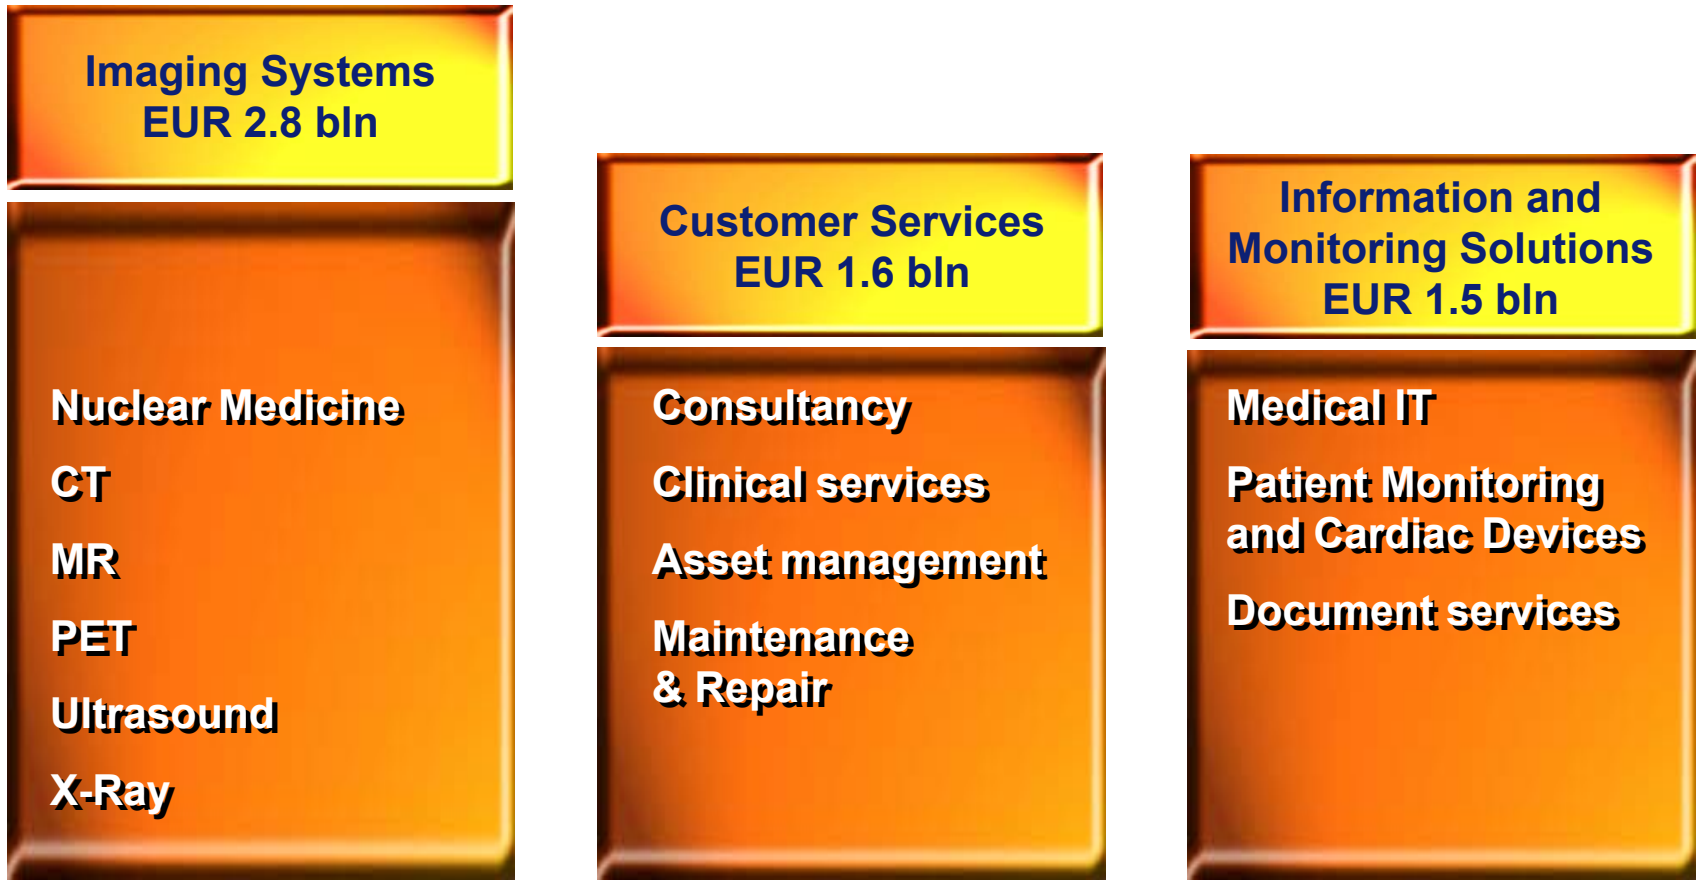 Imaging Systems
EUR 2.8 bln
Nuclear Medicine
CT
MR
PET
Ultrasound
X-Ray
Customer Services
EUR 1.6 bln
Consultancy
Clinical services
Asset management
Maintenance
& Repair
Information and
Monitoring Solutions
EUR 1.5 bln
Medical IT
Patient Monitoring
and Cardiac Devices
Document services